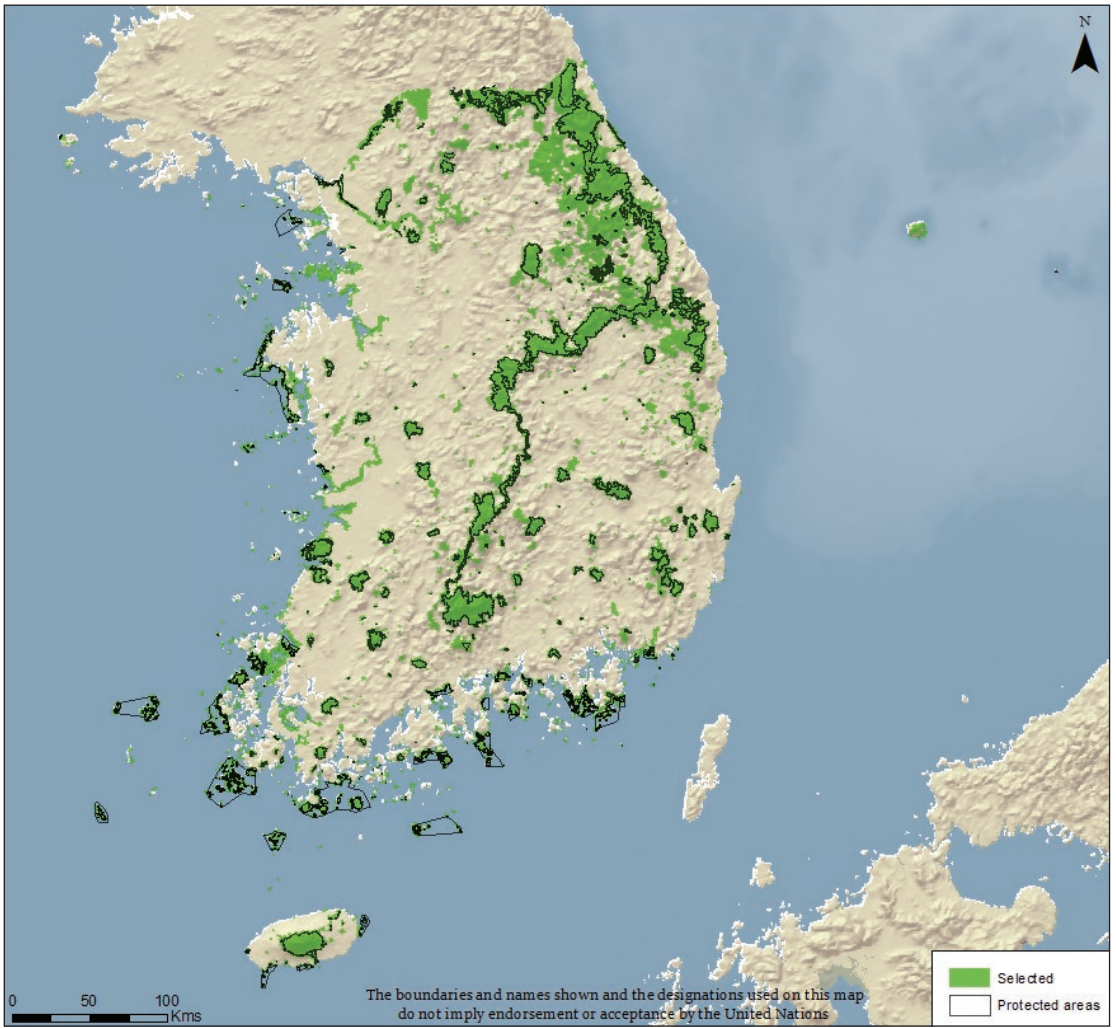 N
Selected
Protected areas
0 50 100
Kms
The boundaries and names shown and the designations used on this map
do not imply endorsement or acceptance by the United Nations